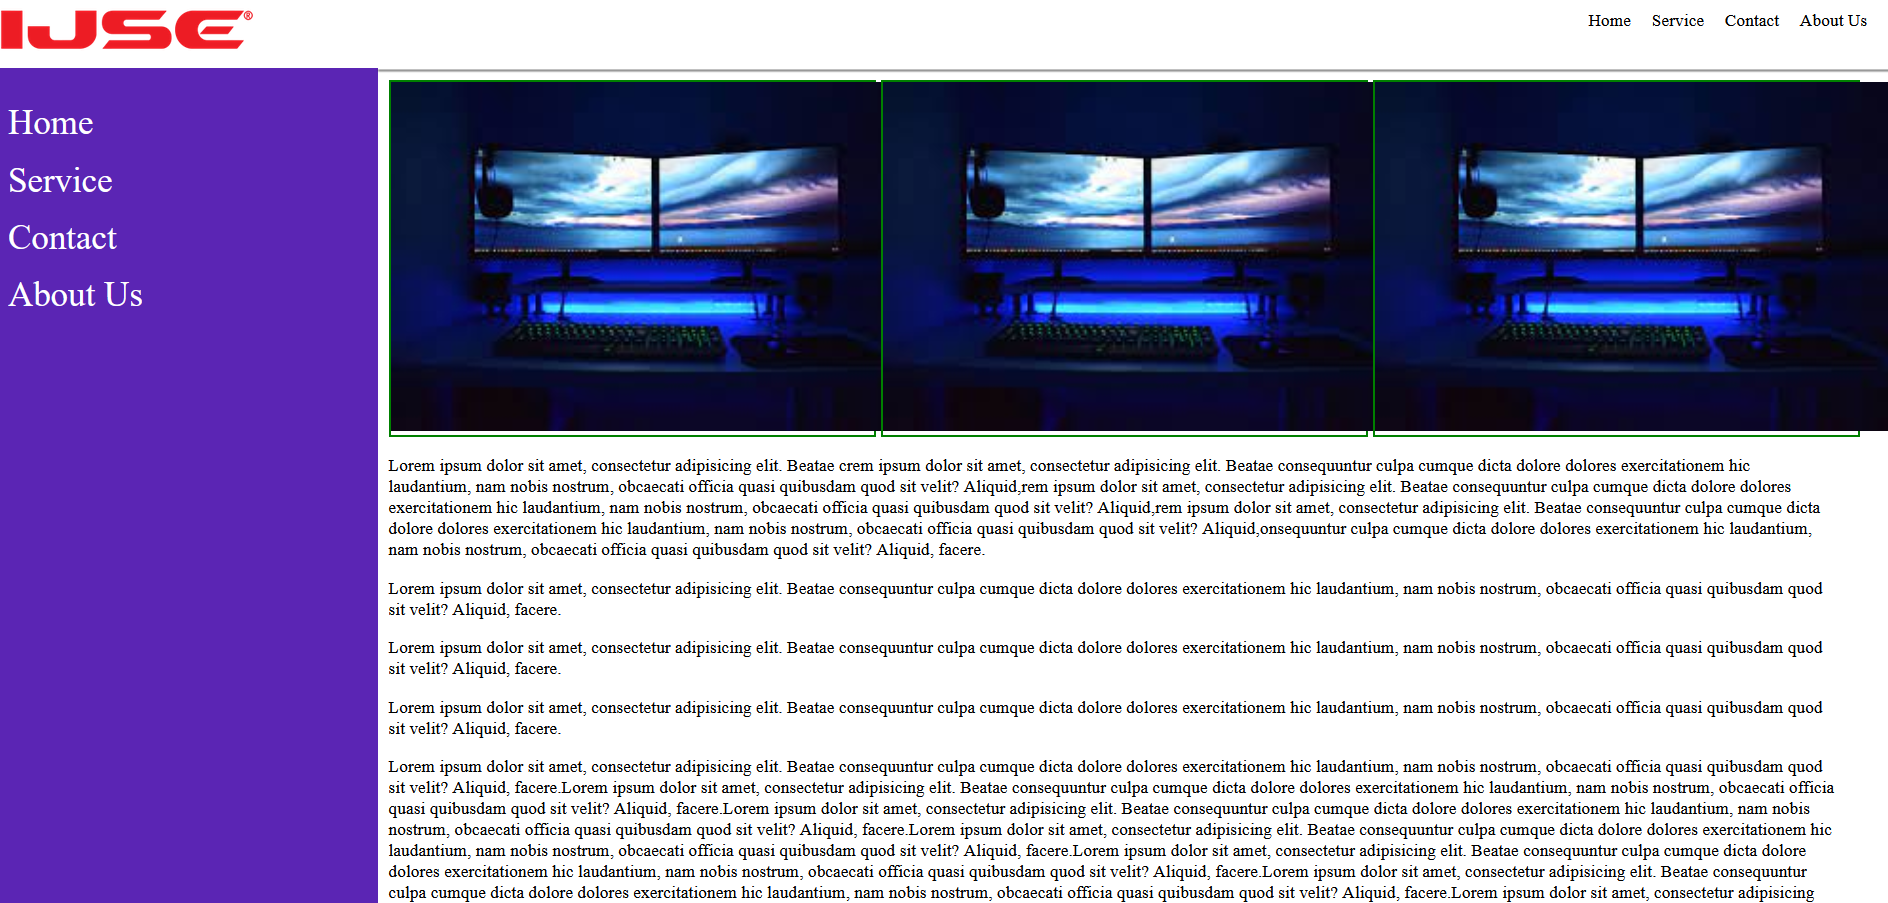 IJSE®
Home Service Contact About Us
Home
Service
Contact
About Us
Lorem ipsum dolor sit amet, consectetur adipisicing elit. Beatae crem ipsum dolor sit amet, consectetur adipisicing elit. Beatae consequuntur culpa cumque dicta dolore dolores exercitationem hic
laudantium, nam nobis nostrum, obcaecati officia quasi quibusdam quod sit velit? Aliquid,rem ipsum dolor sit amet, consectetur adipisicing elit. Beatae consequuntur culpa cumque dicta dolore dolores
exercitationem hic laudantium, nam nobis nostrum, obcaecati officia quasi quibusdam quod sit velit? Aliquid,rem ipsum dolor sit amet, consectetur adipisicing elit. Beatae consequuntur culpa cumque dicta
dolore dolores exercitationem hic laudantium, nam nobis nostrum, obcaecati officia quasi quibusdam quod sit velit? Aliquid,onsequuntur culpa cumque dicta dolore dolores exercitationem hic laudantium,
nam nobis nostrum, obcaecati officia quasi quibusdam quod sit velit? Aliquid, facere.
Lorem ipsum dolor sit amet, consectetur adipisicing elit. Beatae consequuntur culpa cumque dicta dolore dolores exercitationem hic laudantium, nam nobis nostrum, obcaecati officia quasi quibusdam quod
sit velit? Aliquid, facere.
Lorem ipsum dolor sit amet, consectetur adipisicing elit. Beatae consequuntur culpa cumque dicta dolore dolores exercitationem hic laudantium, nam nobis nostrum, obcaecati officia quasi quibusdam quod
sit velit? Aliquid, facere.
Lorem ipsum dolor sit amet, consectetur adipisicing elit. Beatae consequuntur culpa cumque dicta dolore dolores exercitationem hic laudantium, nam nobis nostrum, obcaecati officia quasi quibusdam quod
sit velit? Aliquid, facere.
Lorem ipsum dolor sit amet, consectetur adipisicing elit. Beatae consequuntur culpa cumque dicta dolore dolores exercitationem hic laudantium, nam nobis nostrum, obcaecati officia quasi quibusdam quod
sit velit? Aliquid, facere.Lorem ipsum dolor sit amet, consectetur adipisicing elit. Beatae consequuntur culpa cumque dicta dolore dolores exercitationem hic laudantium, nam nobis nostrum, obcaecati officia
quasi quibusdam quod sit velit? Aliquid, facere.Lorem ipsum dolor sit amet, consectetur adipisicing elit. Beatae consequuntur culpa cumque dicta dolore dolores exercitationem hic laudantium, nam nobis
nostrum, obcaecati officia quasi quibusdam quod sit velit? Aliquid, facere.Lorem ipsum dolor sit amet, consectetur adipisicing elit. Beatae consequuntur culpa cumque dicta dolore dolores exercitationem hic
laudantium, nam nobis nostrum, obcaecati officia quasi quibusdam quod sit velit? Aliquid, facere.Lorem ipsum dolor sit amet, consectetur adipisicing elit. Beatae consequuntur culpa cumque dicta dolore
dolores exercitationem hic laudantium, nam nobis nostrum, obcaecati officia quasi quibusdam quod sit velit? Aliquid, facere.Lorem ipsum dolor sit amet, consectetur adipisicing elit. Beatae consequuntur
culpa cumque dicta dolore dolores exercitationem hic laudantium, nam nobis nostrum, obcaecati officia quasi quibusdam quod sit velit? Aliquid, facere.Lorem ipsum dolor sit amet, consectetur adipisicing